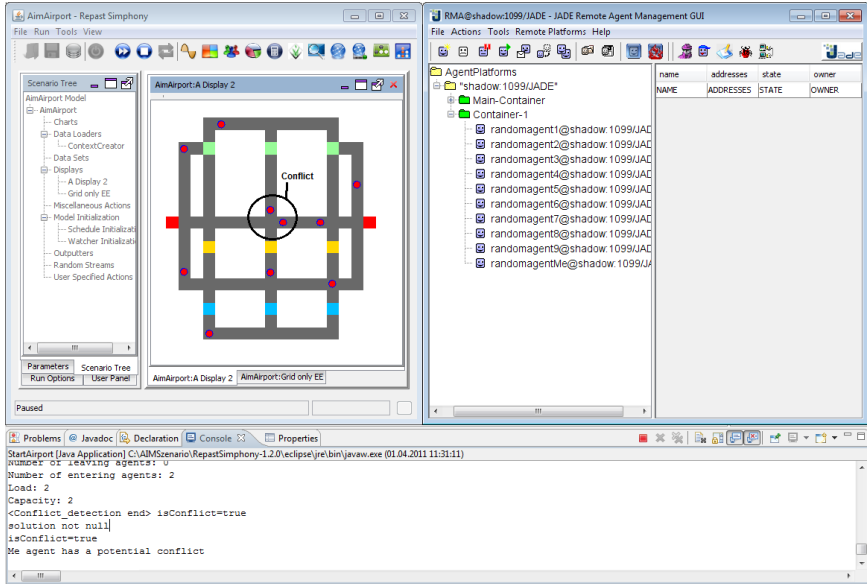 AimAirport - Repast Simphony
File Run Tools View
Scenario Tree
AimAirport Model
AimAirport
Charts
Data Loaders
ContextCreator
Data Sets
Displays
A Display 2
Grid only EE
Miscellaneous Actions
Model Initialization
Schedule Initializati
Watcher Initializati
Outputters
Random Streams
User Specified Actions
Parameters Scenario Tree
Run Options User Panel
AimAirport:A Display 2
Conflict
AimAirport:A Display 2 AimAirport:Grid only EE
Paused
RMA@shadow:1099/JADE - JADE Remote Agent Management GUI
File Actions Tools Remote Platforms Help
Jade
AgentPlatforms
"shadow:1099/JADE"
Main-Container
Container-1
randomagent1@shadow:1099/JAD
randomagent2@shadow:1099/JAD
randomagent3@shadow:1099/JAD
randomagent4@shadow:1099/JAD
randomagent5@shadow:1099/JAD
randomagent6@shadow:1099/JAD
randomagent7@shadow:1099/JAD
randomagent8@shadow:1099/JAD
randomagent9@shadow:1099/JAD
randomagentMe@shadow:1099/JA
name addresses state owner
NAME ADDRESSES STATE OWNER
Problems @ Javadoc Declaration Console Properties
StartAirport [Java Application] C:\AIMSzenario\RepastSimphony-1.2.0\eclipse\jre\bin\javaw.exe (01.04.2011 11:31:11)
Number of leaving agents: 0
Number of entering agents: 2
Load: 2
Capacity: 2
<Conflict_detection end> isConflict=true
solution not null
isConflict=true
Me agent has a potential conflict